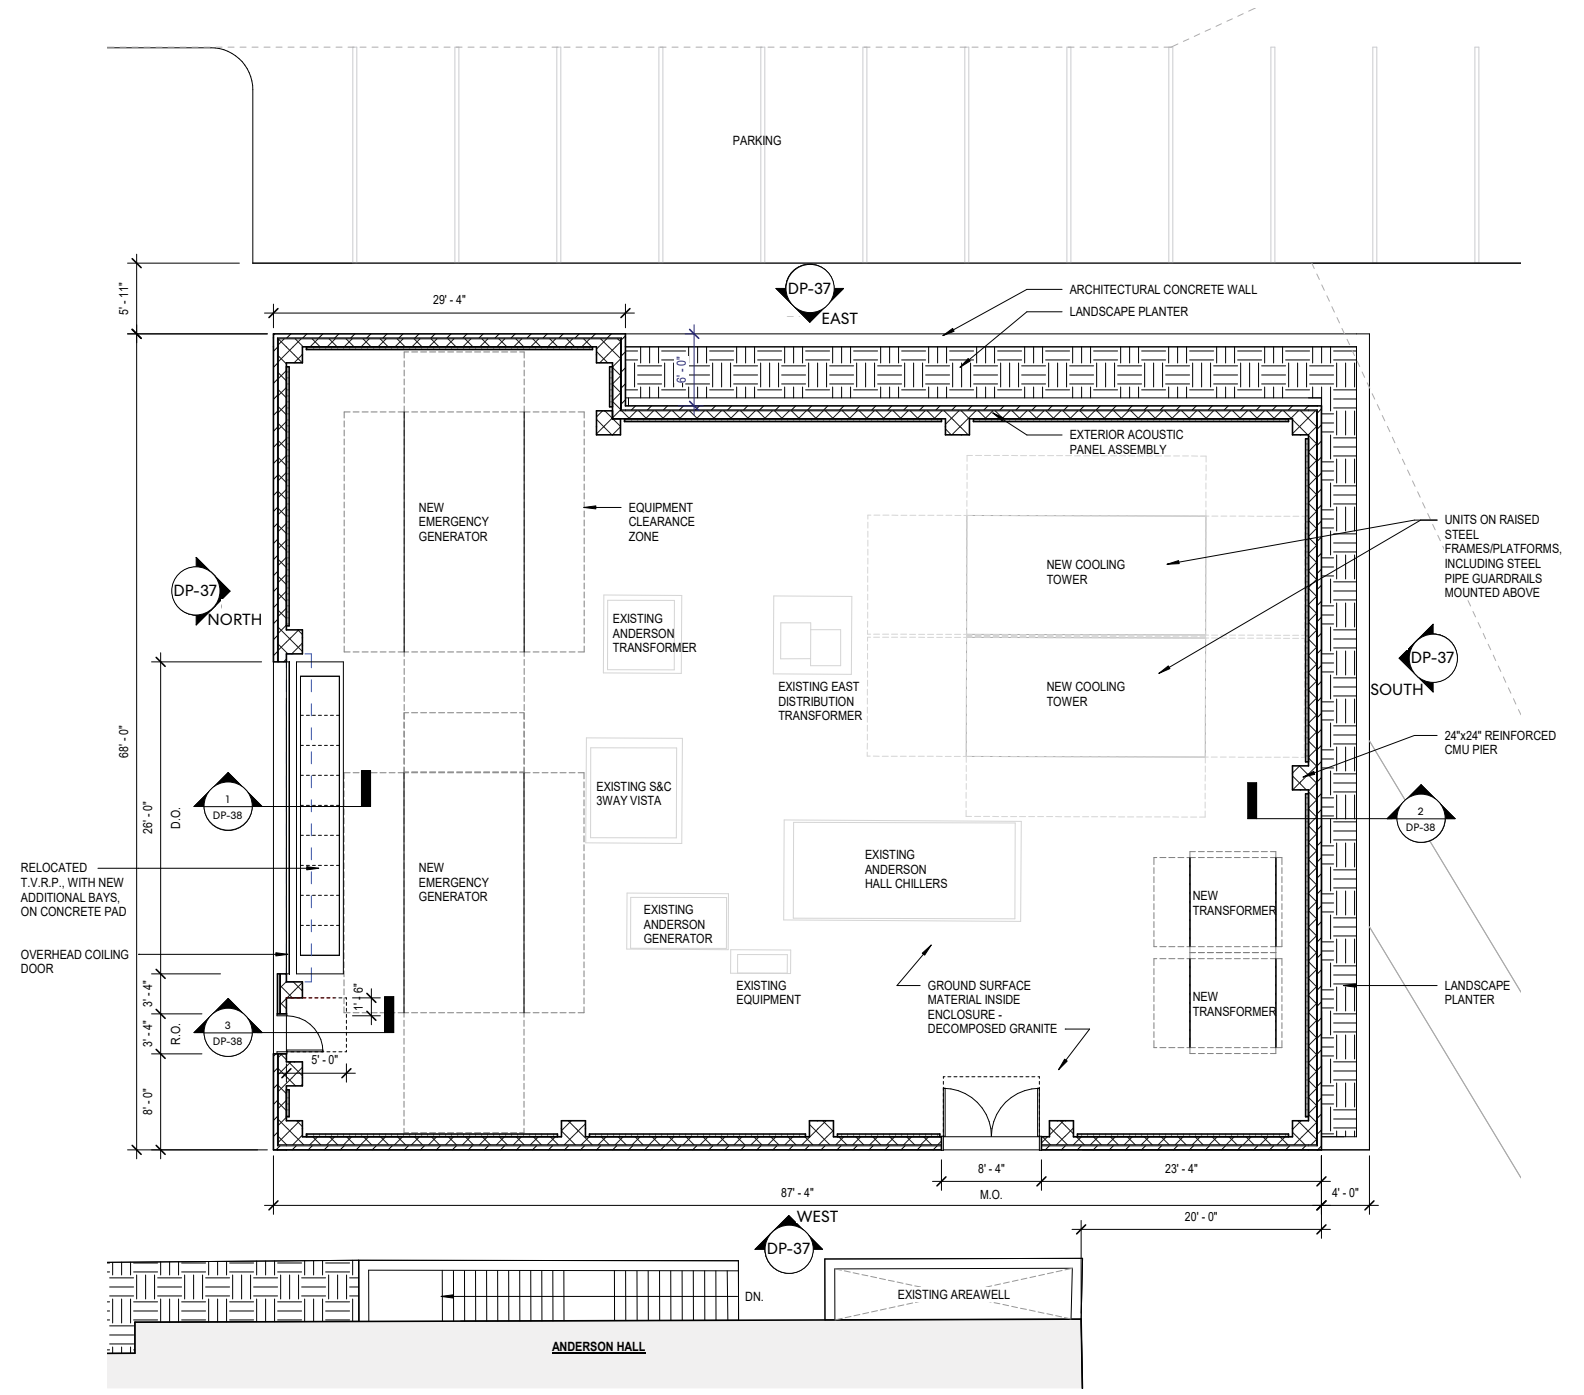 PARKING
5' - 11"
29' - 4"
DP-37
EAST
ARCHITECTURAL CONCRETE WALL
LANDSCAPE PLANTER
6' - 0"
EXTERIOR ACOUSTIC
PANEL ASSEMBLY
NEW
EMERGENCY
GENERATOR
EQUIPMENT
CLEARANCE
ZONE
UNITS ON RAISED
STEEL
FRAMES/PLATFORMS,
INCLUDING STEEL
PIPE GUARDRAILS
MOUNTED ABOVE
NEW COOLING
TOWER
DP-37
NORTH
EXISTING
ANDERSON
TRANSFORMER
DP-37
SOUTH
EXISTING EAST
DISTRIBUTION
TRANSFORMER
NEW COOLING
TOWER
68' - 0"
24"x24" REINFORCED
CMU PIER
26' - 0"
D.O.
1
DP-38
EXISTING S&C
3WAY VISTA
2
DP-38
RELOCATED
T.V.R.P., WITH NEW
ADDITIONAL BAYS,
ON CONCRETE PAD
NEW
EMERGENCY
GENERATOR
EXISTING
ANDERSON
HALL CHILLERS
NEW
TRANSFORMER
EXISTING
ANDERSON
GENERATOR
OVERHEAD COILING
DOOR
EXISTING
EQUIPMENT
GROUND SURFACE
MATERIAL INSIDE
ENCLOSURE -
DECOMPOSED GRANITE
NEW
TRANSFORMER
LANDSCAPE
PLANTER
3' - 4"
1' - 6"
3' - 4"
R.O.
3
DP-38
5' - 0"
8' - 0"
8' - 4"
M.O.
23' - 4"
87' - 4"
4' - 0"
20' - 0"
WEST
DP-37
DN.
EXISTING AREAWELL
ANDERSON HALL